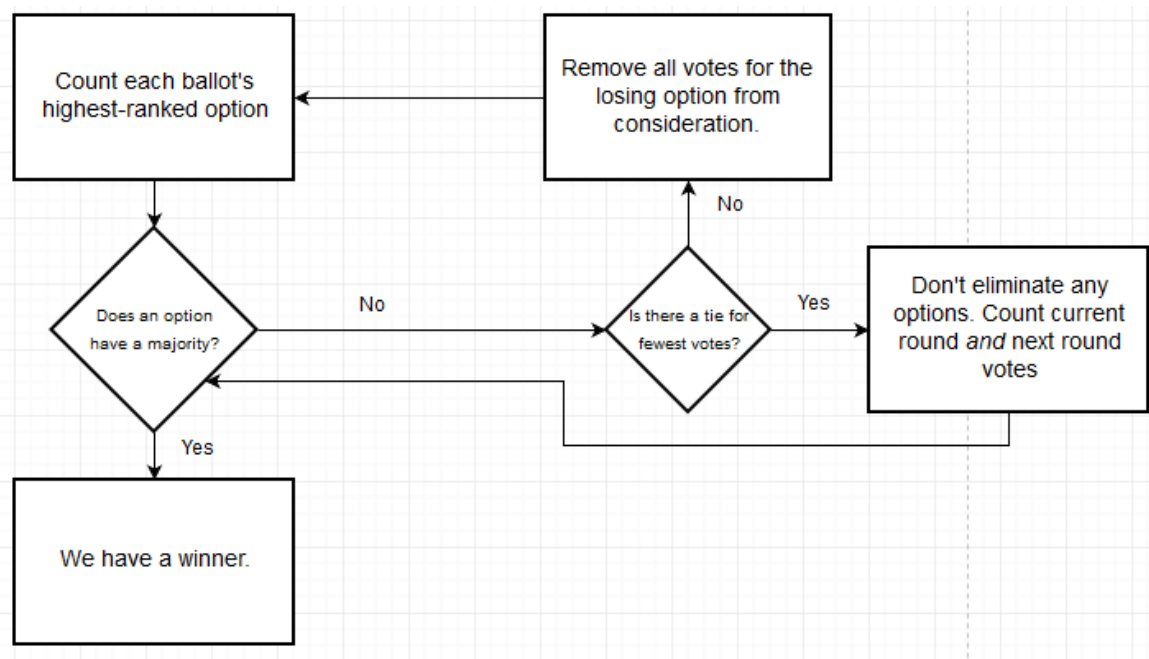 Count each ballot's
highest-ranked option
Remove all votes for the
losing option from
consideration.
No
Does an option
have a majority?
No
Is there a tie for
fewest votes?
Yes
Don't eliminate any
options. Count current
round and next round
votes
Yes
We have a winner.